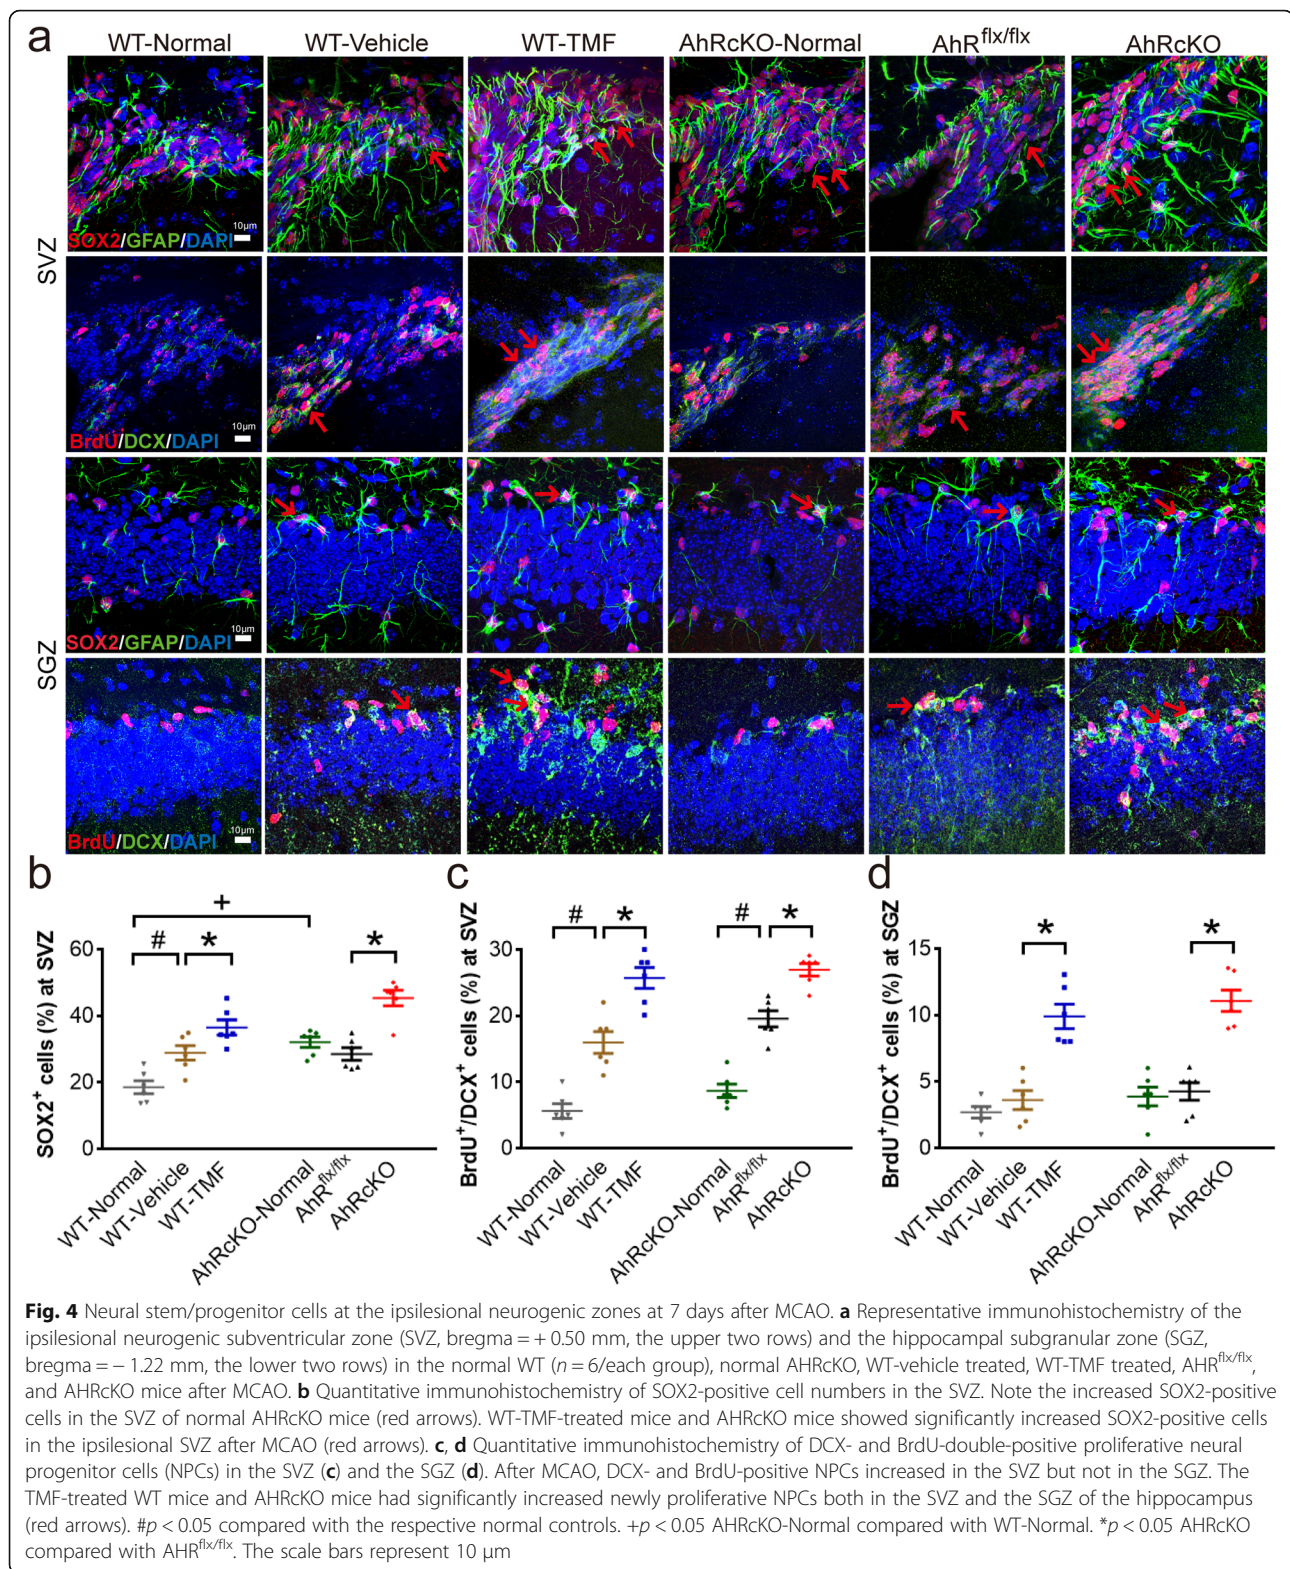 a
WT-Normal WT-Vehicle WT-TMF AhRcKO-Normal AhR^flx/flx AhRcKO
SVZ
SOX2/GFAP/DAPI 10µm
BrdU/DCX/DAPI 10µm
SGZ
SOX2/GFAP/DAPI 10µm
BrdU/DCX/DAPI 10µm
b
SOX2+ cells (%) at SVZ
60
40
20
0
# * + *
WT-Normal
WT-Vehicle
WT-TMF
AhRcKO-Normal
AhR^flx/flx
AhRcKO
c
BrdU+/DCX+ cells (%) at SVZ
30
20
10
0
# * # *
WT-Normal
WT-Vehicle
WT-TMF
AhRcKO-Normal
AhR^flx/flx
AhRcKO
d
BrdU+/DCX+ cells (%) at SGZ
15
10
5
0
* *
WT-Normal
WT-Vehicle
WT-TMF
AhRcKO-Normal
AhR^flx/flx
AhRcKO
Fig. 4 Neural stem/progenitor cells at the ipsilesional neurogenic zones at 7 days after MCAO. a Representative immunohistochemistry of the
ipsilesional neurogenic subventricular zone (SVZ, bregma = + 0.50 mm, the upper two rows) and the hippocampal subgranular zone (SGZ,
bregma = − 1.22 mm, the lower two rows) in the normal WT (n = 6/each group), normal AHRcKO, WT-vehicle treated, WT-TMF treated, AHR^flx/flx,
and AHRcKO mice after MCAO. b Quantitative immunohistochemistry of SOX2-positive cell numbers in the SVZ. Note the increased SOX2-positive
cells in the SVZ of normal AHRcKO mice (red arrows). WT-TMF-treated mice and AHRcKO mice showed significantly increased SOX2-positive cells
in the ipsilesional SVZ after MCAO (red arrows). c, d Quantitative immunohistochemistry of DCX- and BrdU-double-positive proliferative neural
progenitor cells (NPCs) in the SVZ (c) and the SGZ (d). After MCAO, DCX- and BrdU-positive NPCs increased in the SVZ but not in the SGZ. The
TMF-treated WT mice and AHRcKO mice had significantly increased newly proliferative NPCs both in the SVZ and the SGZ of the hippocampus
(red arrows). #p < 0.05 compared with the respective normal controls. +p < 0.05 AHRcKO-Normal compared with WT-Normal. *p < 0.05 AHRcKO
compared with AHR^flx/flx. The scale bars represent 10 µm